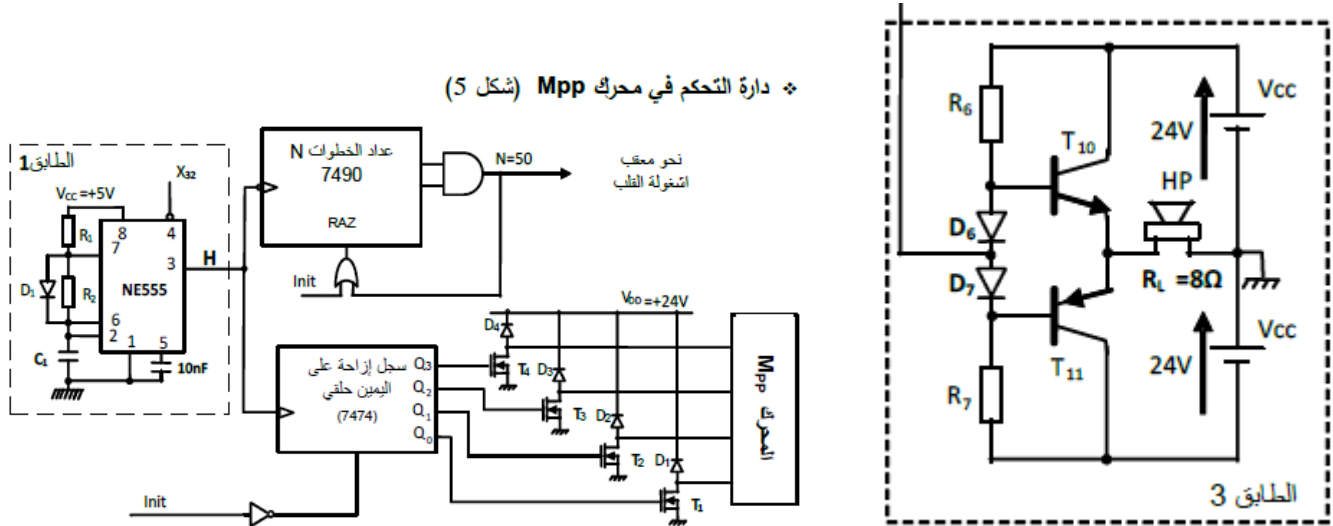 ❖ دارة التحكم في محرك Mpp (شكل 5)
الطابق1
X32
VCC =+5V
R1
8
7
4
3
H
D1
R2
NE555
6
2
1
5
C1
10nF
عداد الخطوات N
7490
RAZ
N=50
نحو معقب
اشغولة القلب
Init
VDD =+24V
سجل إزاحة على
اليمين حلقي
(7474)
Q3
Q2
Q1
Q0
D4
T4
D3
T3
D2
T2
D1
T1
المحرك MPP
Init
R6
T10
Vcc
24V
HP
D6
D7
RL =8Ω
T11
Vcc
24V
R7
الطابق 3